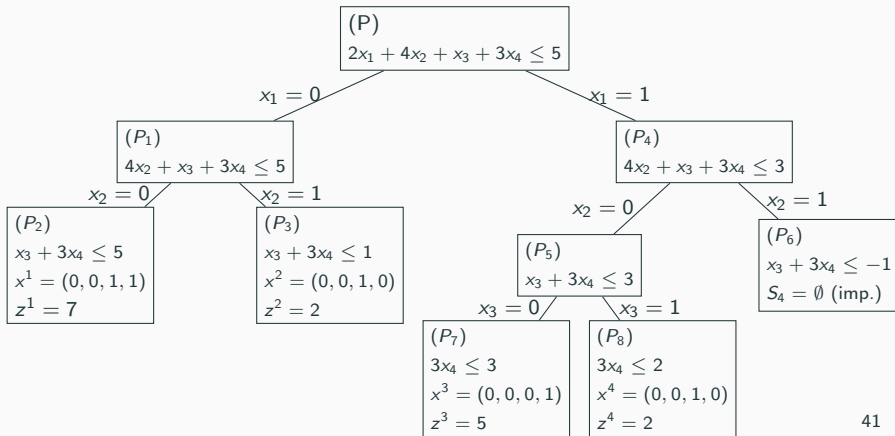 (P)
2x₁ + 4x₂ + x₃ + 3x₄ ≤ 5
x₁ = 0
x₁ = 1
(P₁)
4x₂ + x₃ + 3x₄ ≤ 5
(P₄)
4x₂ + x₃ + 3x₄ ≤ 3
x₂ = 0
x₂ = 1
x₂ = 0
x₂ = 1
(P₂)
x₃ + 3x₄ ≤ 5
x¹ = (0, 0, 1, 1)
z¹ = 7
(P₃)
x₃ + 3x₄ ≤ 1
x² = (0, 0, 1, 0)
z² = 2
(P₅)
x₃ + 3x₄ ≤ 3
(P₆)
x₃ + 3x₄ ≤ −1
S₄ = ∅ (imp.)
x₃ = 0
x₃ = 1
(P₇)
3x₄ ≤ 3
x³ = (0, 0, 0, 1)
z³ = 5
(P₈)
3x₄ ≤ 2
x⁴ = (0, 0, 1, 0)
z⁴ = 2
41